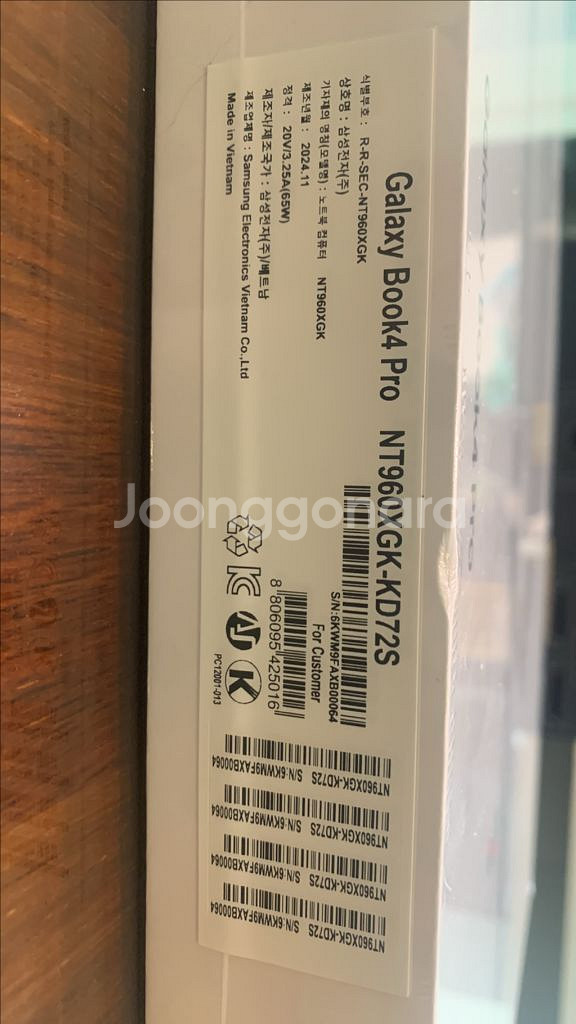 Galaxy Book4 Pro NT960XGK-KD72S
식별부호 : R-R-SEC-NT960XGK
상호명 : 삼성전자(주)
기자재의 명칭(모델명) : 노트북 컴퓨터 NT960XGK
제조년월 : 2024.11
정격 : 20V/3.25A(65W)
제조자/제조국가 : 삼성전자(주)/베트남
제조업체명 : Samsung Electronics Vietnam Co.,Ltd
Made in Vietnam
S/N:6KWM9FAXB00064
For Customer
8 806095 425016
PC12001-013
NT960XGK-KD72S
S/N:6KWM9FAXB00064
NT960XGK-KD72S
S/N:6KWM9FAXB00064
NT960XGK-KD72S
S/N:6KWM9FAXB00064
NT960XGK-KD72S
S/N:6KWM9FAXB00064
Joonggonara